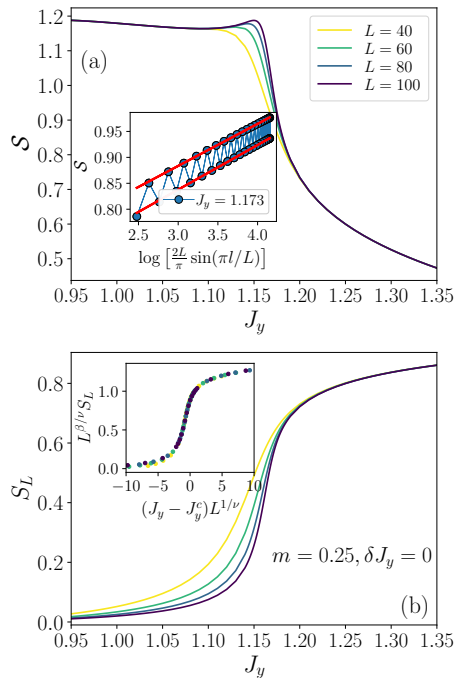 1.2
1.1
1.0
0.9
0.8
0.7
0.6
0.5
𝒮
(a)
L = 40
L = 60
L = 80
L = 100
0.95
0.90
0.85
0.80
𝒮
J_y = 1.173
2.5 3.0 3.5 4.0
log [2L/π sin(πl/L)]
0.95 1.00 1.05 1.10 1.15 1.20 1.25 1.30 1.35
J_y
0.8
0.6
0.4
0.2
0.0
S_L
1.0
0.5
0.0
L^{β/ν} S_L
−10 −5 0 5 10
(J_y − J_y^c)L^{1/ν}
m = 0.25, δJ_y = 0
(b)
0.95 1.00 1.05 1.10 1.15 1.20 1.25 1.30 1.35
J_y